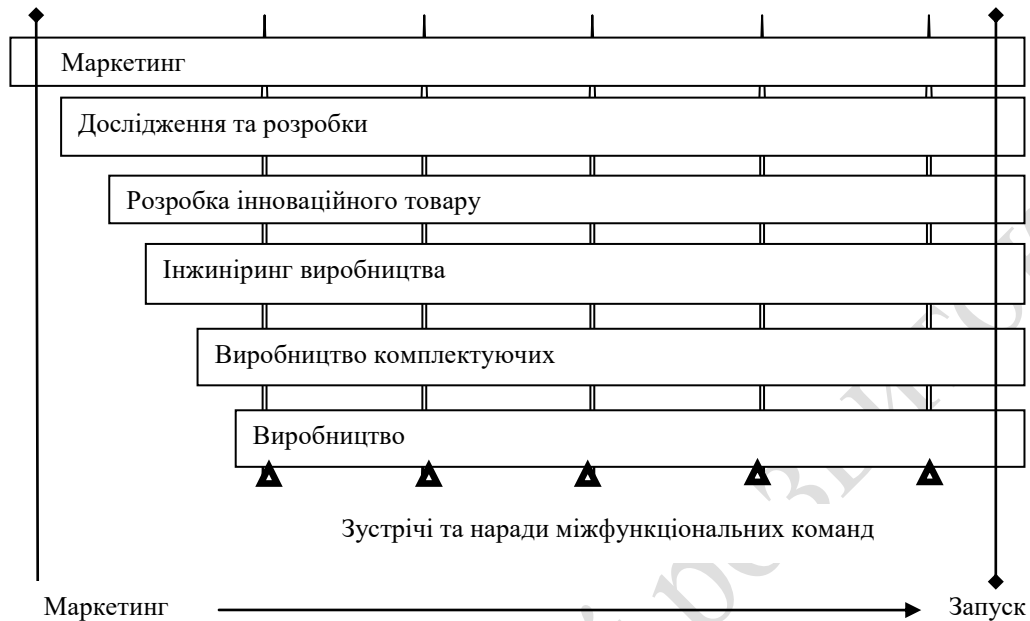 Маркетинг
Дослідження та розробки
Розробка інноваційного товару
Інжиніринг виробництва
Виробництво комплектуючих
Виробництво
Зустрічі та наради міжфункціональних команд
Маркетинг
Запуск